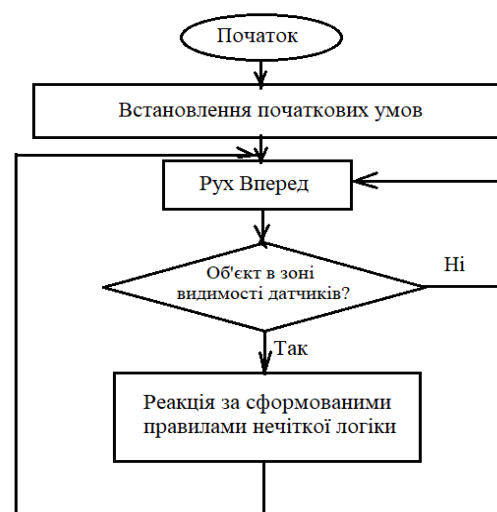 Початок
Встановлення початкових умов
Рух Вперед
Об'єкт в зоні
видимості датчиків?
Ні
Так
Реакція за сформованими
правилами нечіткої логіки